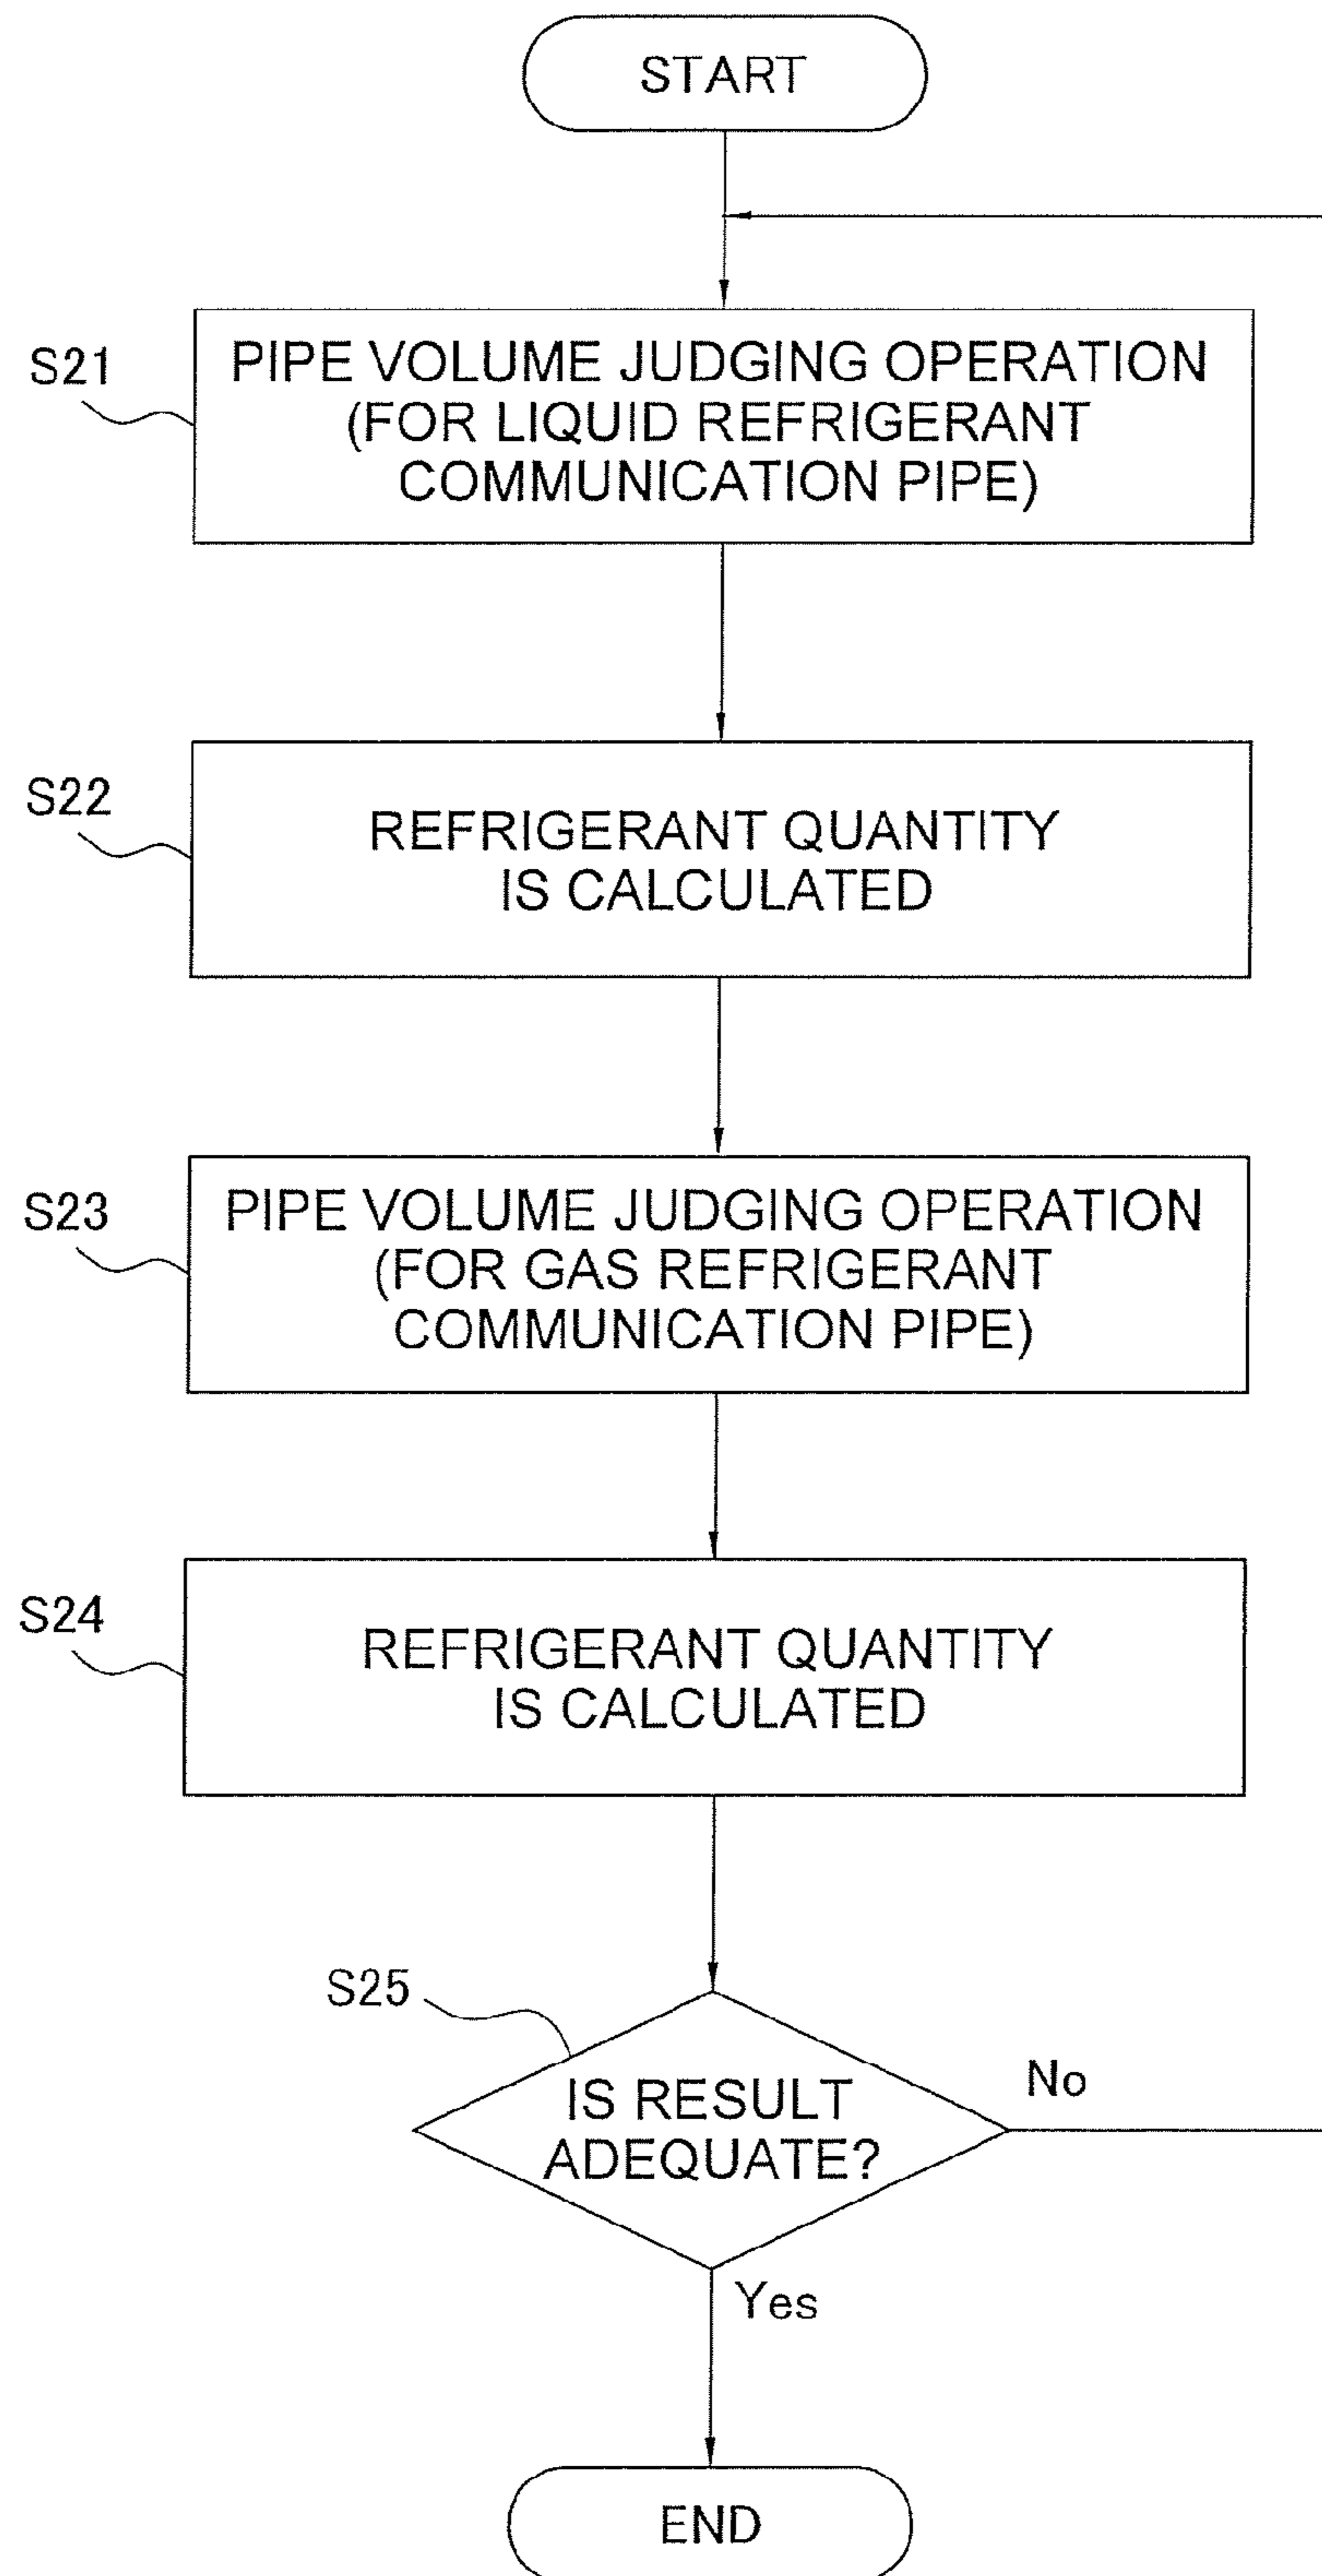 START
S21
PIPE VOLUME JUDGING OPERATION
(FOR LIQUID REFRIGERANT
COMMUNICATION PIPE)
S22
REFRIGERANT QUANTITY
IS CALCULATED
S23
PIPE VOLUME JUDGING OPERATION
(FOR GAS REFRIGERANT
COMMUNICATION PIPE)
S24
REFRIGERANT QUANTITY
IS CALCULATED
S25
IS RESULT
ADEQUATE?
No
Yes
END